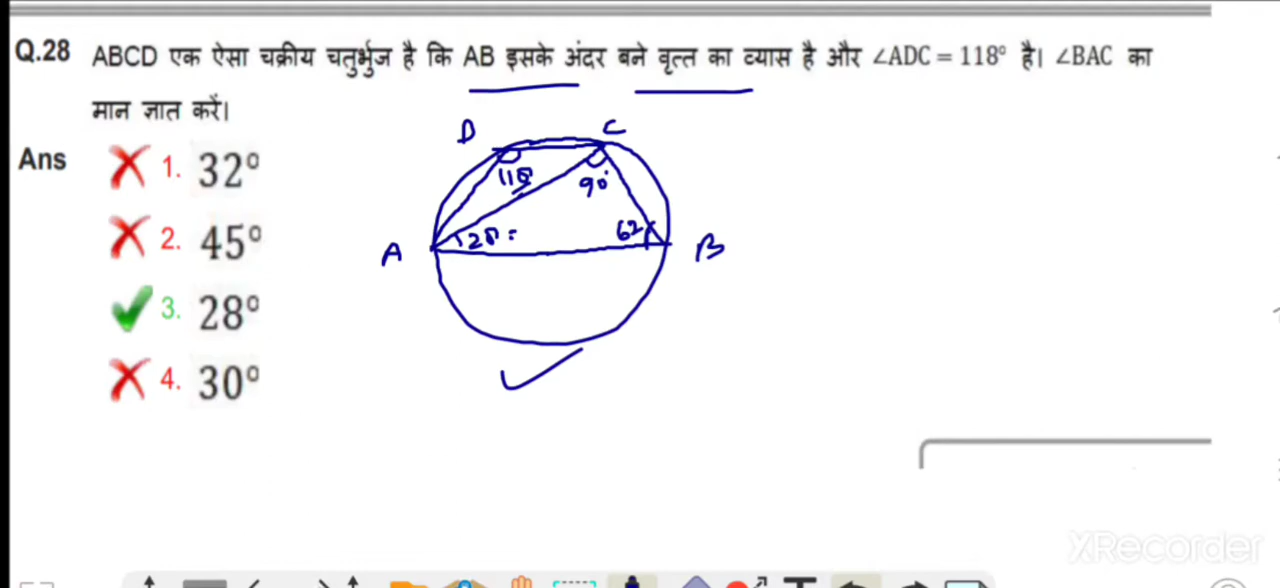 Q.28 ABCD एक ऐसा चक्रीय चतुर्भुज है कि AB इसके अंदर बने वृत्त का व्यास है और ∠ADC = 118° है। ∠BAC का
मान ज्ञात करें।
Ans 1. 32°
2. 45°
3. 28°
4. 30°
D C
118 90°
A 28 62 B
XRecorder